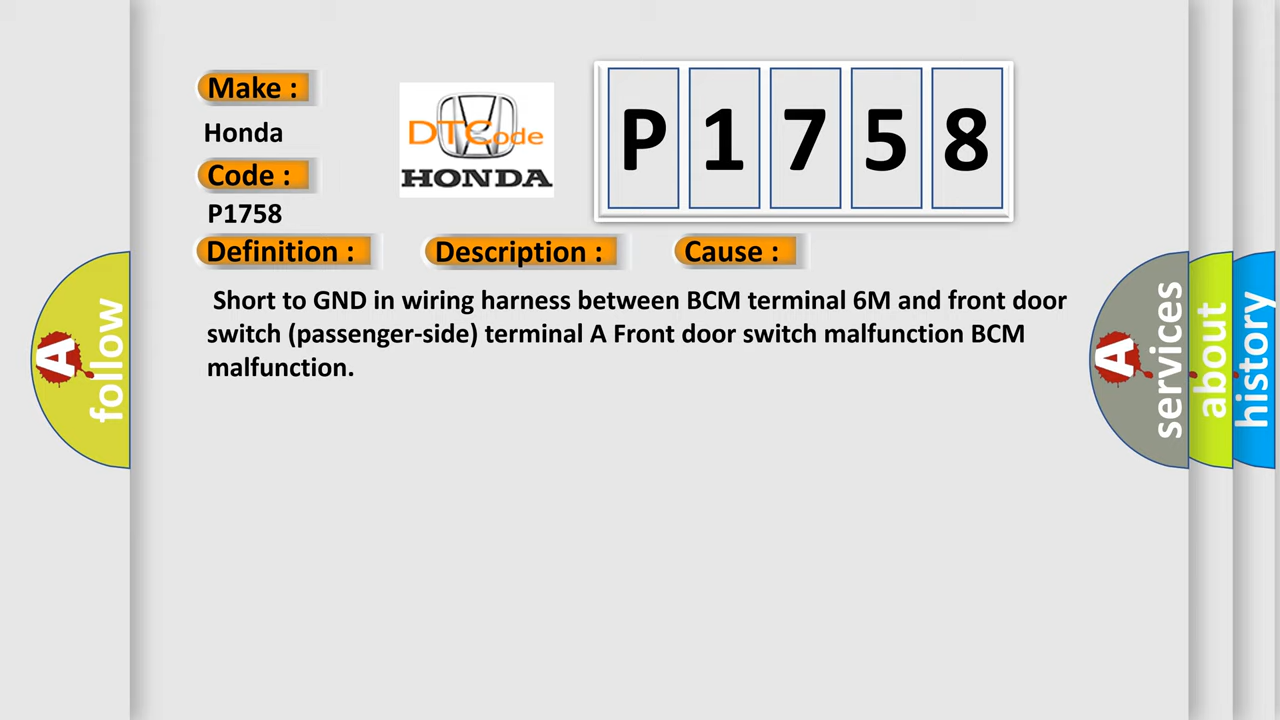 Make :
Honda
Code :
P1758
DTCode
HONDA
P 1 7 5 8
Definition :
Description :
Cause :
Short to GND in wiring harness between BCM terminal 6M and front door
switch (passenger-side) terminal A Front door switch malfunction BCM
malfunction.
A follow
A services
about
history